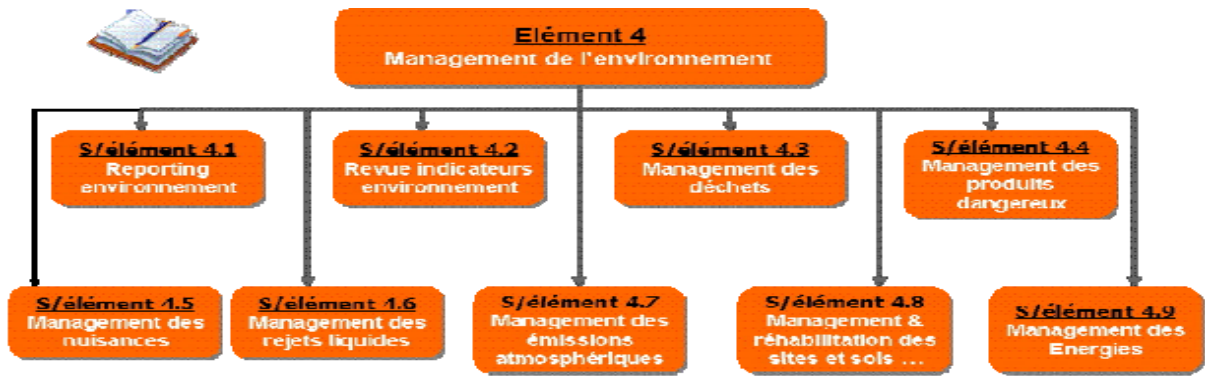 Elément 4
Management de l'environnement
S/élément 4.1
Reporting
environnement
S/élément 4.2
Revue indicateurs
environnement
S/élément 4.3
Management des
déchets
S/élément 4.4
Management des
produits
dangereux
S/élément 4.5
Management des
nuisances
S/élément 4.6
Management des
rejets liquides
S/élément 4.7
Management des
émissions
atmosphériques
S/élément 4.8
Management &
réhabilitation des
sites et sols ...
S/élément 4.9
Management des
Energies